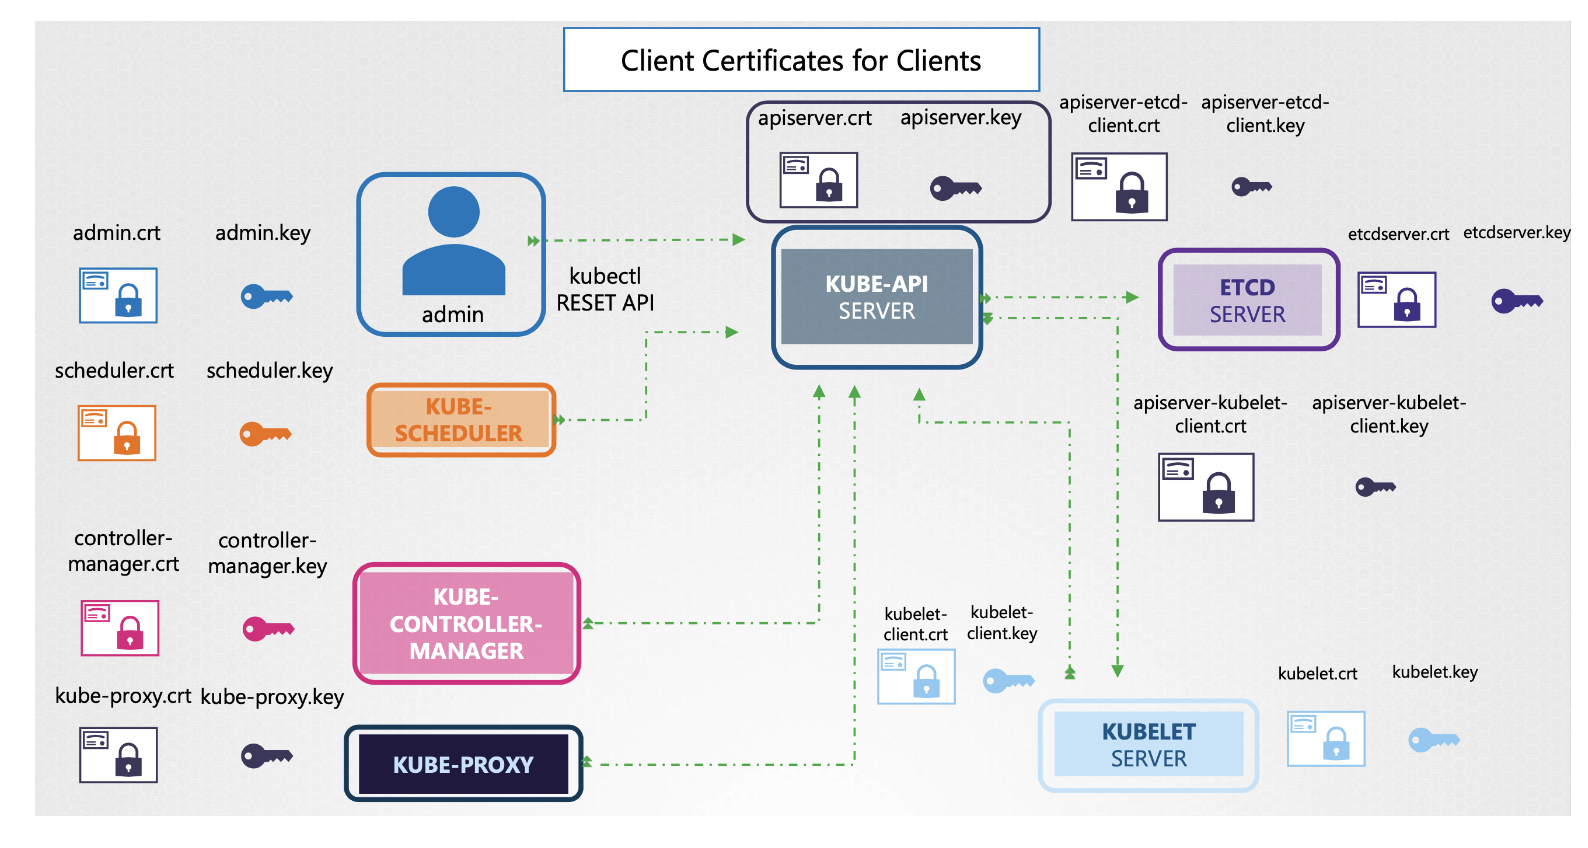 Client Certificates for Clients
apiserver.crt
apiserver.key
apiserver-etcd-
client.crt
apiserver-etcd-
client.key
admin.crt
admin.key
admin
kubectl
RESET API
KUBE-API
SERVER
ETCD
SERVER
etcdserver.crt
etcdserver.key
scheduler.crt
scheduler.key
KUBE-
SCHEDULER
apiserver-kubelet-
client.crt
apiserver-kubelet-
client.key
controller-
manager.crt
controller-
manager.key
KUBE-
CONTROLLER-
MANAGER
kubelet-
client.crt
kubelet-
client.key
kube-proxy.crt
kube-proxy.key
KUBE-PROXY
KUBELET
SERVER
kubelet.crt
kubelet.key